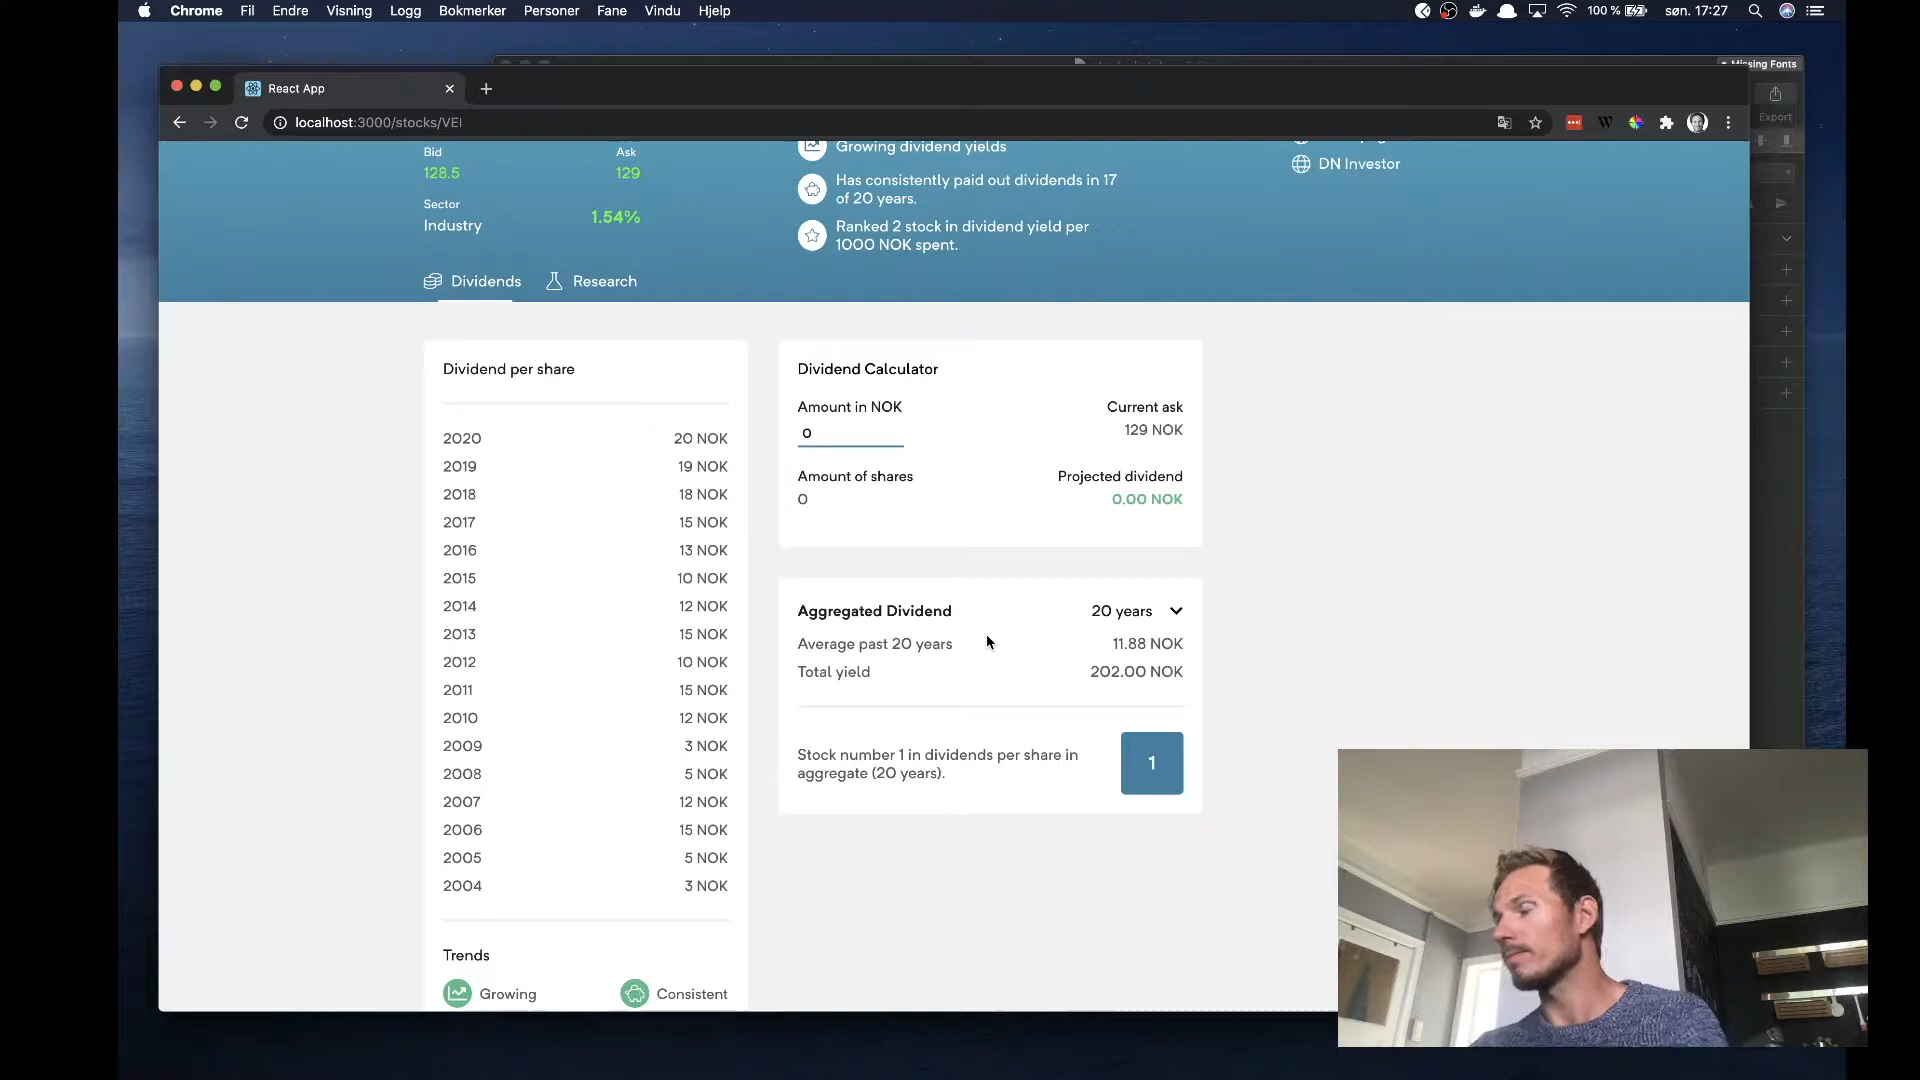 Chrome Fil Endre Visning Logg Bokmerker Personer Fane Vindu Hjelp 100 % søn. 17:27
Missing Fonts
React App
Export
localhost:3000/stocks/VEI
Bid Ask
128.5 129
Sector
Industry 1.54%
Growing dividend yields
Has consistently paid out dividends in 17
of 20 years.
Ranked 2 stock in dividend yield per
1000 NOK spent.
DN Investor
Dividends Research
Dividend per share
2020 20 NOK
2019 19 NOK
2018 18 NOK
2017 15 NOK
2016 13 NOK
2015 10 NOK
2014 12 NOK
2013 15 NOK
2012 10 NOK
2011 15 NOK
2010 12 NOK
2009 3 NOK
2008 5 NOK
2007 12 NOK
2006 15 NOK
2005 5 NOK
2004 3 NOK
Trends
Growing Consistent
Dividend Calculator
Amount in NOK Current ask
0 129 NOK
Amount of shares Projected dividend
0 0.00 NOK
Aggregated Dividend 20 years
Average past 20 years 11.88 NOK
Total yield 202.00 NOK
Stock number 1 in dividends per share in
aggregate (20 years).
1